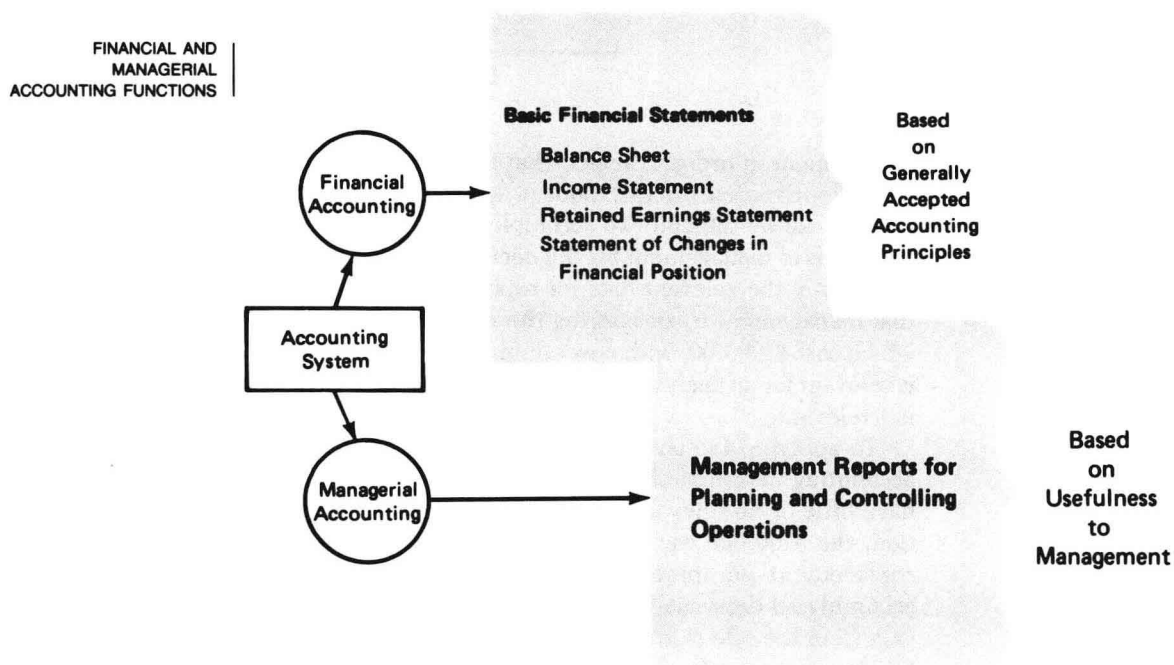 FINANCIAL AND
MANAGERIAL
ACCOUNTING FUNCTIONS
Basic Financial Statements
Balance Sheet
Income Statement
Retained Earnings Statement
Statement of Changes in
Financial Position
Based
on
Generally
Accepted
Accounting
Principles
Financial
Accounting
Accounting
System
Managerial
Accounting
Management Reports for
Planning and Controlling
Operations
Based
on
Usefulness
to
Management